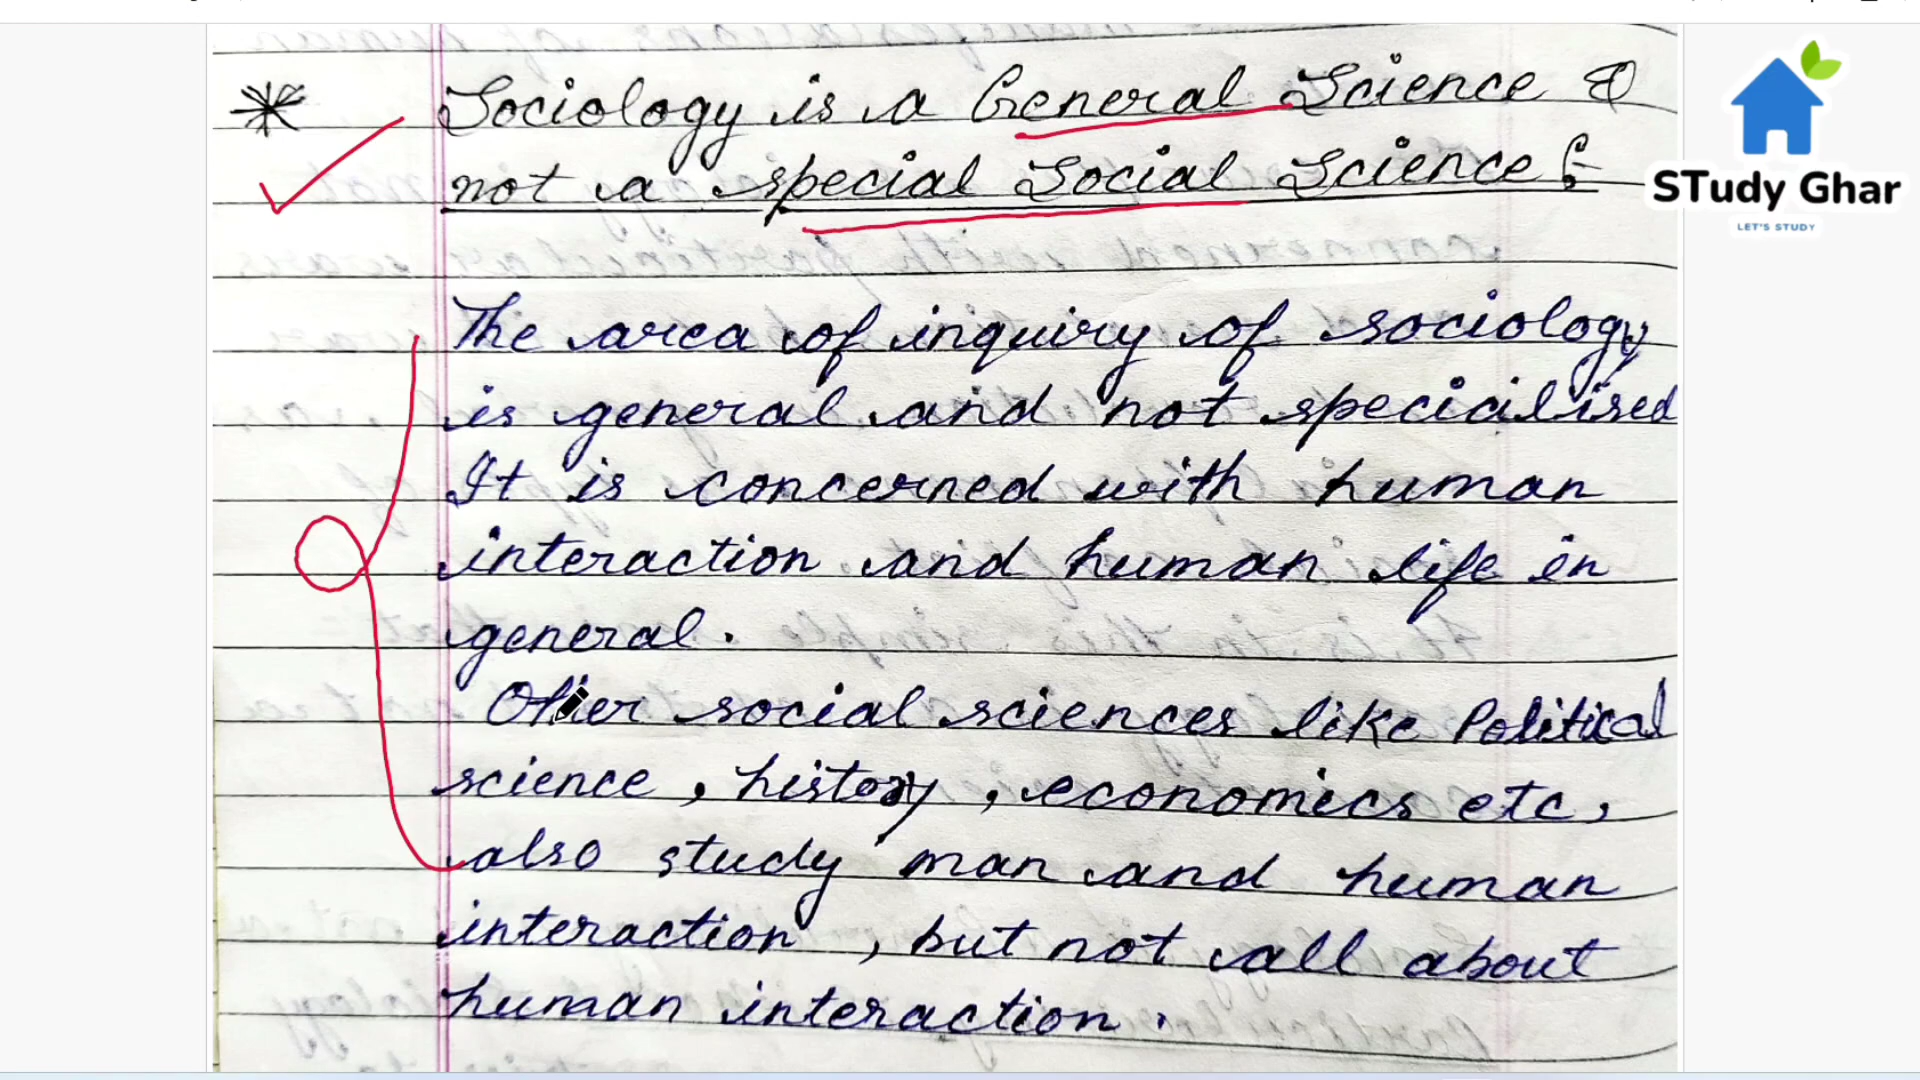 Sociology is a General Science &
not a special Social Science :-
STudy Ghar
LET'S STUDY
The area of inquiry of sociology
is general and not specialised
It is concerned with human
interaction and human life in
general.
Other social sciences like Political
science, history, economics etc,
also study man and human
interaction, but not all about
human interaction.